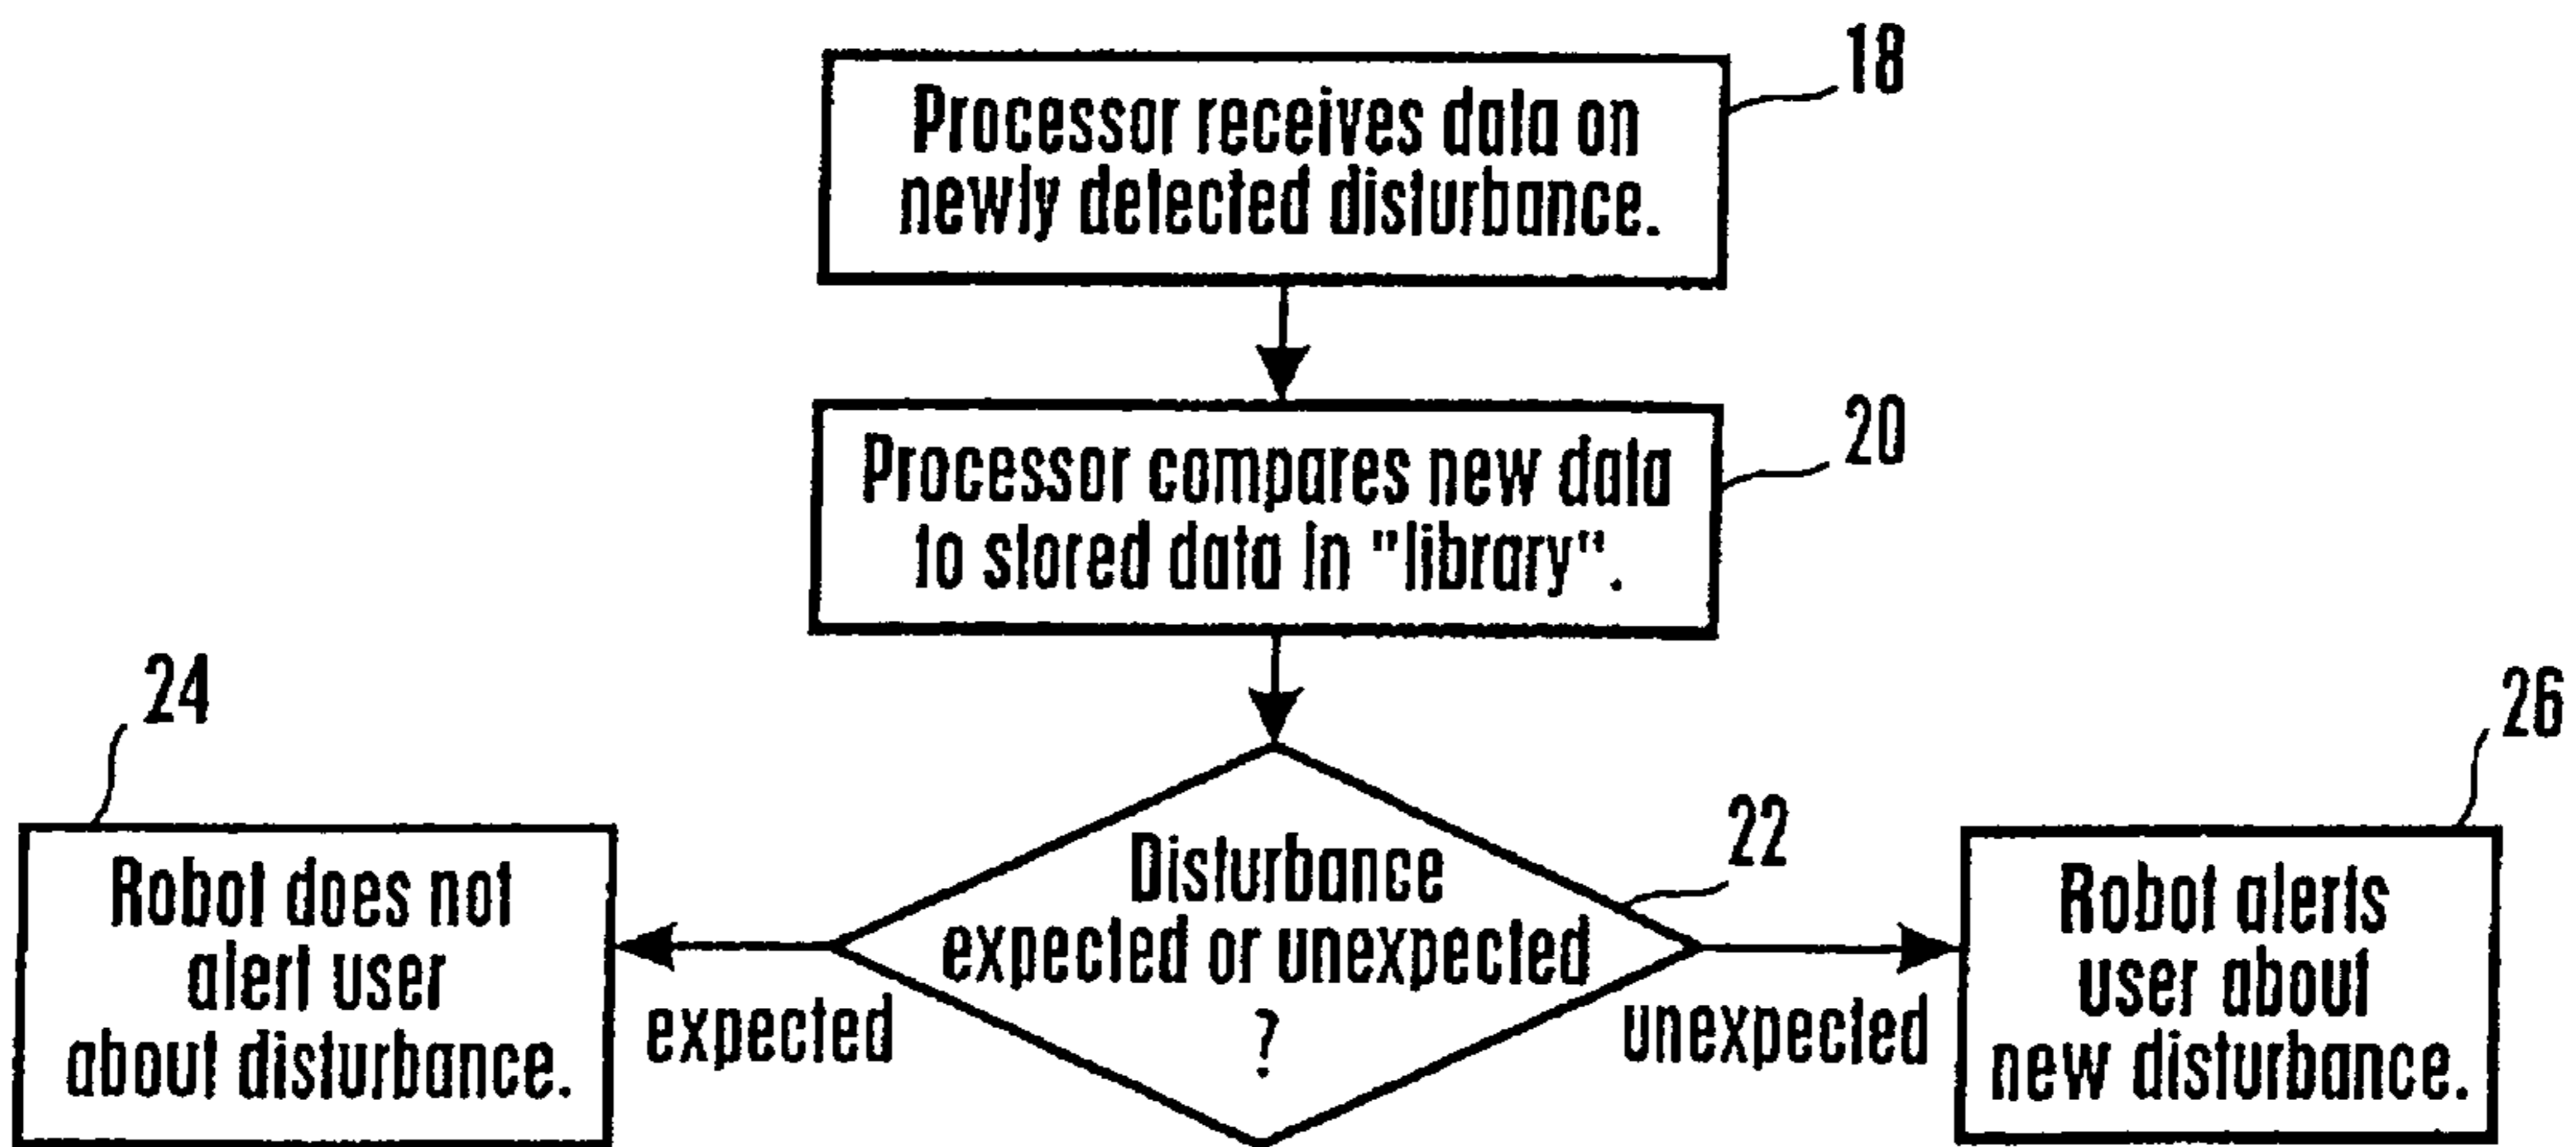 18
Processor receives data on
newly detected disturbance.
20
Processor compares new data
to stored data in "library".
24
26
22
Disturbance
expected or unexpected
?
Robot does not
alert user
about disturbance.
expected
unexpected
Robot alerts
user about
new disturbance.